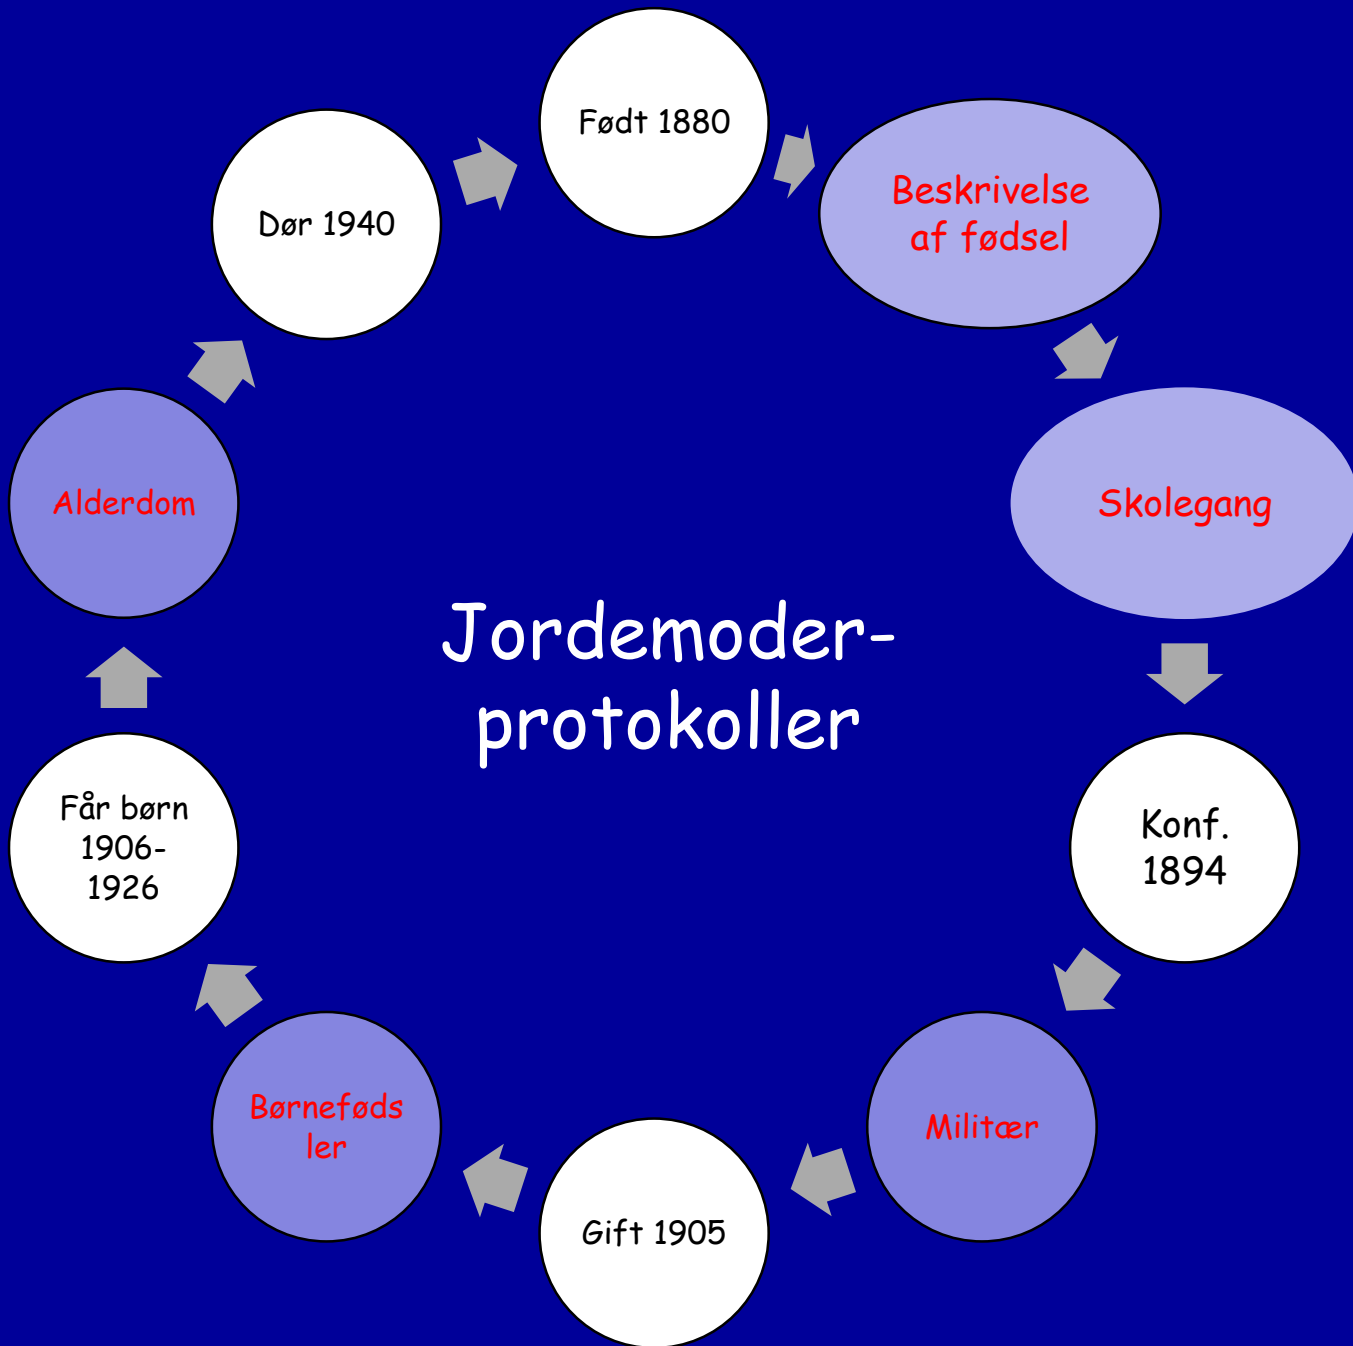 Født 1880
Beskrivelse
af fødsel
Skolegang
Konf.
1894
Militær
Gift 1905
Børneføds
ler
Får børn
1906-
1926
Alderdom
Dør 1940
Jordemoder-
protokoller